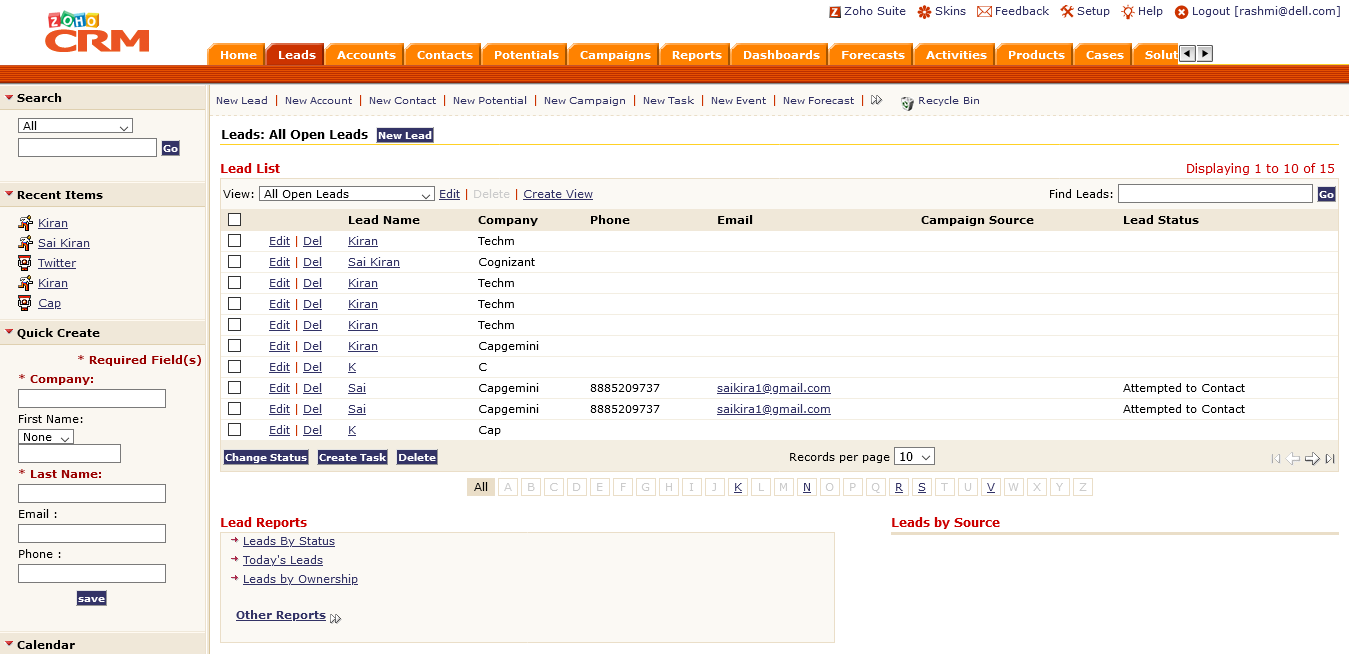 ZOHO
CRM
Zoho Suite Skins Feedback Setup Help Logout [rashmi@dell.com]
Home Leads Accounts Contacts Potentials Campaigns Reports Dashboards Forecasts Activities Products Cases Solut
Search
All
Go
Recent Items
Kiran
Sai Kiran
Twitter
Kiran
Cap
Quick Create
* Required Field(s)
* Company:
First Name:
None
* Last Name:
Email :
Phone :
save
Calendar
New Lead | New Account | New Contact | New Potential | New Campaign | New Task | New Event | New Forecast | Recycle Bin
Leads: All Open Leads New Lead
Lead List Displaying 1 to 10 of 15
View: All Open Leads Edit | Delete | Create View Find Leads: Go
Lead Name Company Phone Email Campaign Source Lead Status
Edit | Del Kiran Techm
Edit | Del Sai Kiran Cognizant
Edit | Del Kiran Techm
Edit | Del Kiran Techm
Edit | Del Kiran Techm
Edit | Del Kiran Capgemini
Edit | Del K C
Edit | Del Sai Capgemini 8885209737 saikira1@gmail.com Attempted to Contact
Edit | Del Sai Capgemini 8885209737 saikira1@gmail.com Attempted to Contact
Edit | Del K Cap
Change Status Create Task Delete Records per page 10
All A B C D E F G H I J K L M N O P Q R S T U V W X Y Z
Lead Reports
Leads By Status
Today's Leads
Leads by Ownership
Other Reports
Leads by Source